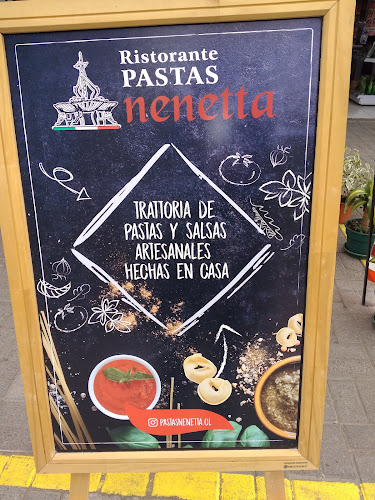 Ristorante
PASTAS
nenetta
TRATTORIA DE
PASTAS Y SALSAS
ARTESANALES
HECHAS EN CASA
PASTASNENETTA.CL